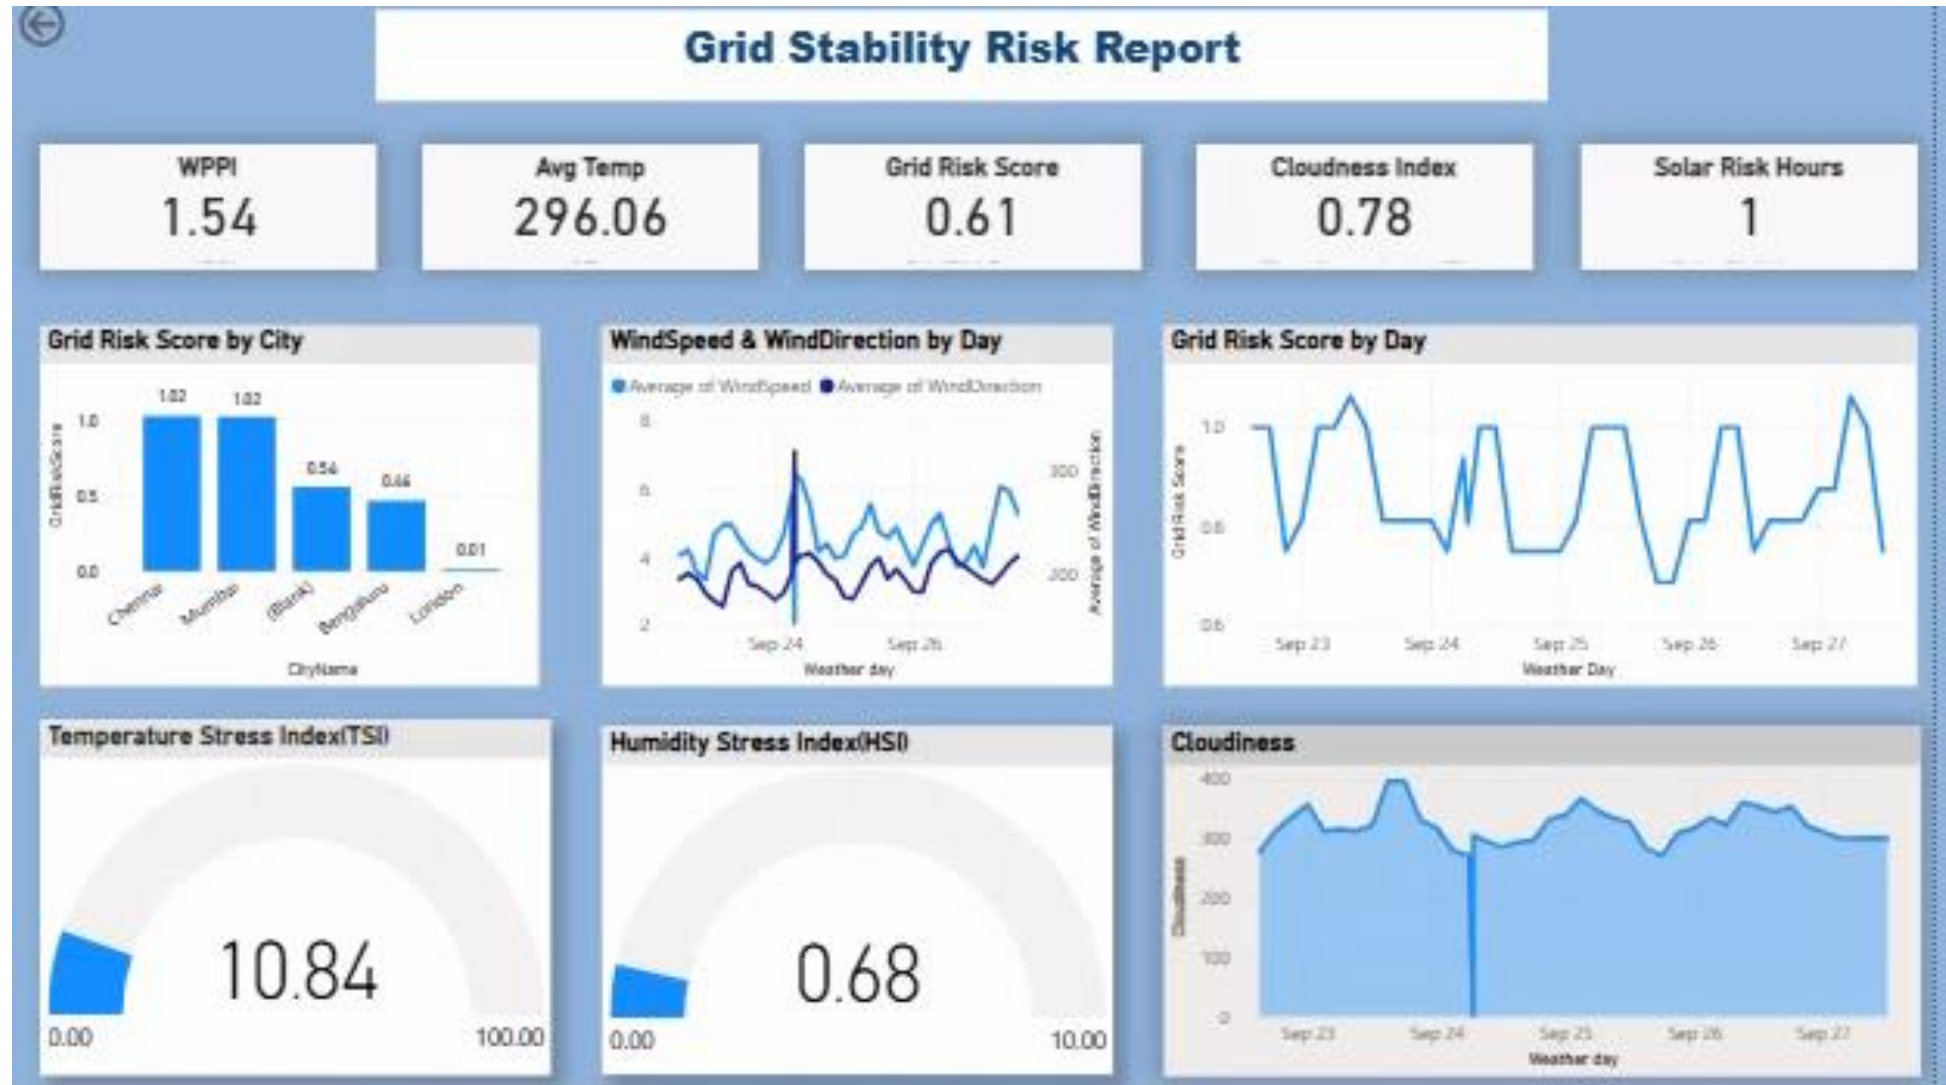 Grid Stability Risk Report
WPPI
1.54
Avg Temp
296.06
Grid Risk Score
0.61
Cloudness Index
0.78
Solar Risk Hours
1
Grid Risk Score by City
GridRiskScore
1.0
0.5
0.0
1.02
1.02
0.56
0.46
0.01
Chennai
Mumbai
(Blank)
Bengaluru
London
CityName
WindSpeed & WindDirection by Day
Average of WindSpeed
Average of WindDirection
8
6
4
2
300
200
Average of WindDirection
Sep 24
Sep 26
Weather day
Grid Risk Score by Day
Grid Risk Score
1.0
0.8
0.6
Sep 23
Sep 24
Sep 25
Sep 26
Sep 27
Weather Day
Temperature Stress Index(TSI)
10.84
0.00
100.00
Humidity Stress Index(HSI)
0.68
0.00
10.00
Cloudiness
Cloudiness
400
300
200
100
0
Sep 23
Sep 24
Sep 25
Sep 26
Sep 27
Weather day